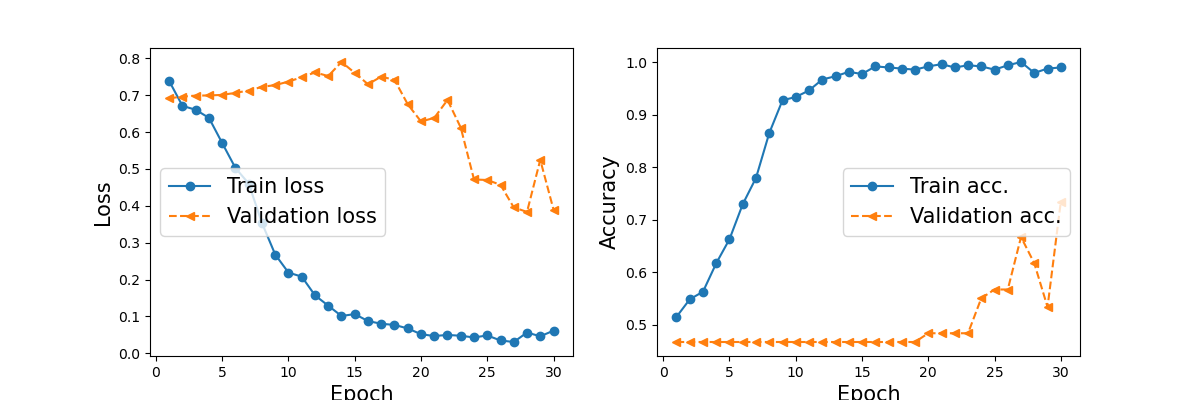 0.8
0.7
0.6
0.5
0.4
0.3
0.2
0.1
0.0
Loss
Train loss
Validation loss
0 5 10 15 20 25 30
Epoch
1.0
0.9
0.8
0.7
0.6
0.5
Accuracy
Train acc.
Validation acc.
0 5 10 15 20 25 30
Epoch